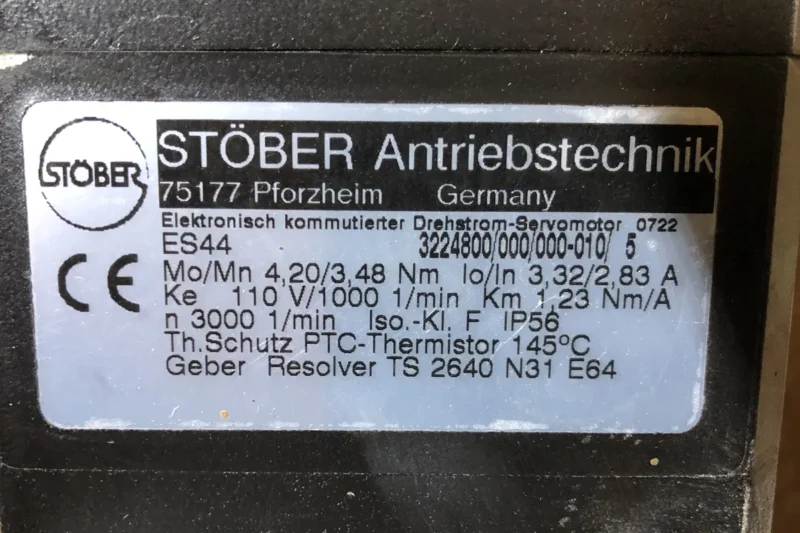 STÖBER
STÖBER Antriebstechnik
75177 Pforzheim Germany
Elektronisch kommutierter Drehstrom-Servomotor 0722
ES44 3224800/000/000-010/ 5
CE
Mo/Mn 4,20/3,48 Nm Io/In 3,32/2,83 A
Ke 110 V/1000 1/min Km 1,23 Nm/A
n 3000 1/min Iso.-Kl. F IP56
Th.Schutz PTC-Thermistor 145°C
Geber Resolver TS 2640 N31 E64